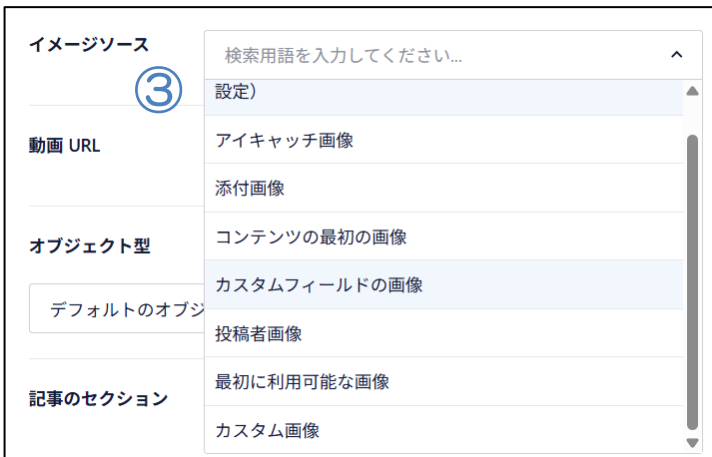 イメージソース
検索用語を入力してください...
③
設定）
アイキャッチ画像
動画 URL
添付画像
コンテンツの最初の画像
オブジェクト型
カスタムフィールドの画像
デフォルトのオブジ
投稿者画像
最初に利用可能な画像
記事のセクション
カスタム画像